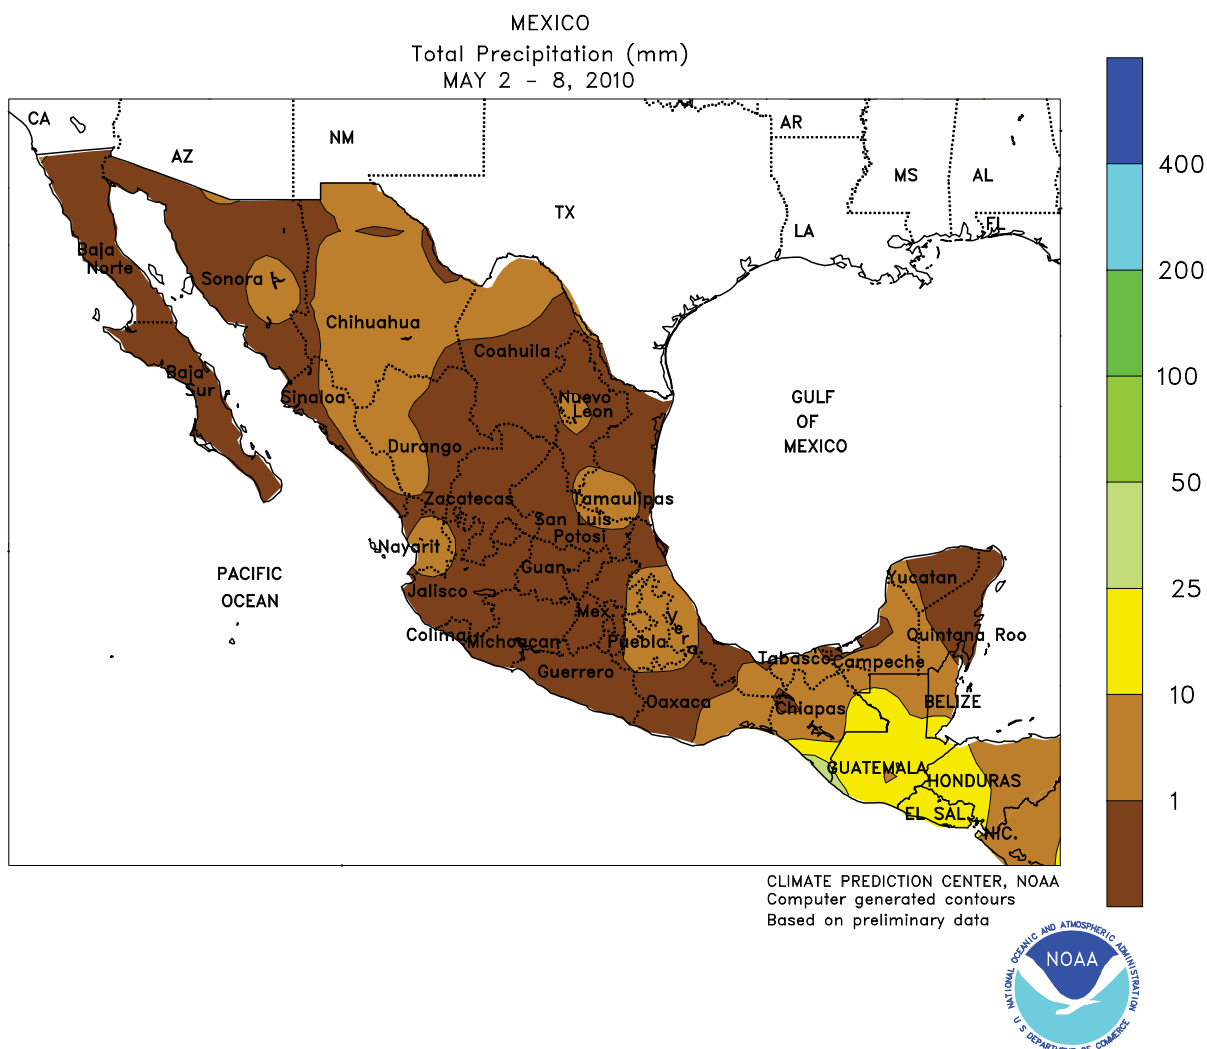 MEXICO
Total Precipitation (mm)
MAY 2 - 8, 2010
CA
AZ
NM
TX
AR
LA
MS
AL
FL
Baja
Norte
Sonora
Chihuahua
Coahuila
Baja
Sur
Sinaloa
Nuevo
Leon
Durango
Zacatecas
Tamaulipas
San Luis
Potosi
Nayarit
Guan.
Jalisco
Mex.
Colima
Michoacan
Puebla
Vera
Guerrero
Oaxaca
Tabasco
Campeche
Chiapas
Yucatan
Quintana Roo
BELIZE
GUATEMALA
HONDURAS
EL SAL.
NIC.
GULF
OF
MEXICO
PACIFIC
OCEAN
400
200
100
50
25
10
1
CLIMATE PREDICTION CENTER, NOAA
Computer generated contours
Based on preliminary data
NATIONAL OCEANIC AND ATMOSPHERIC ADMINISTRATION
NOAA
U S DEPARTMENT OF COMMERCE